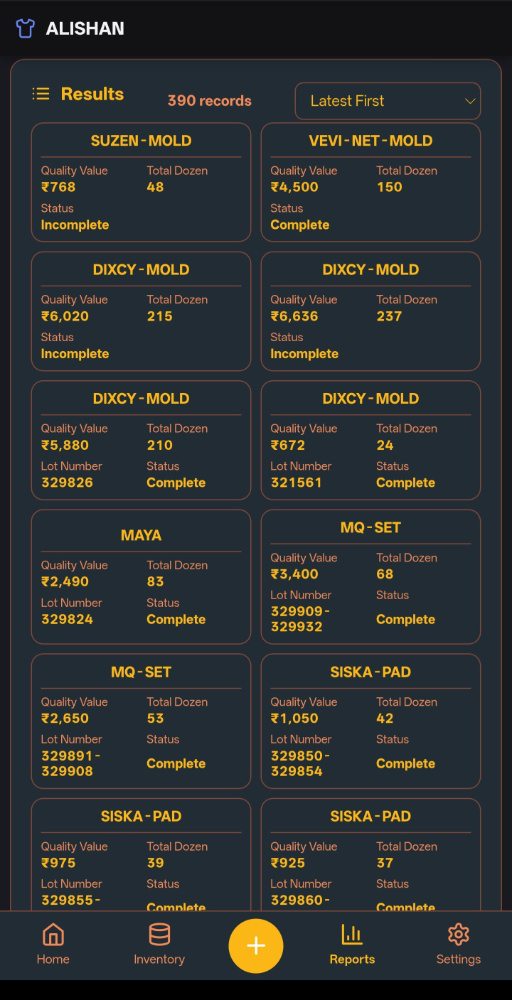 ALISHAN
Results
390 records
Latest First
SUZEN-MOLD
Quality Value Total Dozen
₹768 48
Status
Incomplete
VEVI-NET-MOLD
Quality Value Total Dozen
₹4,500 150
Status
Complete
DIXCY-MOLD
Quality Value Total Dozen
₹6,020 215
Status
Incomplete
DIXCY-MOLD
Quality Value Total Dozen
₹6,636 237
Status
Incomplete
DIXCY-MOLD
Quality Value Total Dozen
₹5,880 210
Lot Number Status
329826 Complete
DIXCY-MOLD
Quality Value Total Dozen
₹672 24
Lot Number Status
321561 Complete
MAYA
Quality Value Total Dozen
₹2,490 83
Lot Number Status
329824 Complete
MQ-SET
Quality Value Total Dozen
₹3,400 68
Lot Number Status
329909-
329932 Complete
MQ-SET
Quality Value Total Dozen
₹2,650 53
Lot Number Status
329891-
329908 Complete
SISKA-PAD
Quality Value Total Dozen
₹1,050 42
Lot Number Status
329850-
329854 Complete
SISKA-PAD
Quality Value Total Dozen
₹975 39
Lot Number Status
329855- Complete
SISKA-PAD
Quality Value Total Dozen
₹925 37
Lot Number Status
329860- Complete
Home Inventory Reports Settings